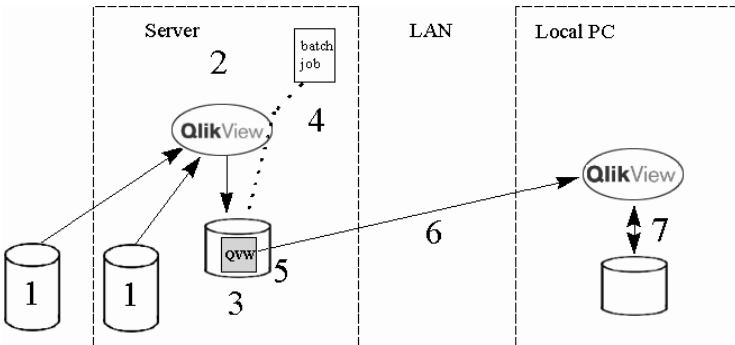 Server
LAN
Local PC
2
batch
job
4
QlikView
QlikView
6
7
1
1
QVW
5
3